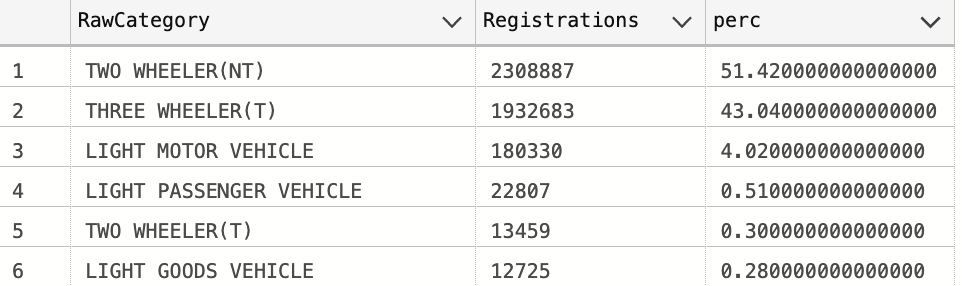 RawCategory Registrations perc
1 TWO WHEELER(NT) 2308887 51.420000000000000
2 THREE WHEELER(T) 1932683 43.040000000000000
3 LIGHT MOTOR VEHICLE 180330 4.020000000000000
4 LIGHT PASSENGER VEHICLE 22807 0.510000000000000
5 TWO WHEELER(T) 13459 0.300000000000000
6 LIGHT GOODS VEHICLE 12725 0.280000000000000